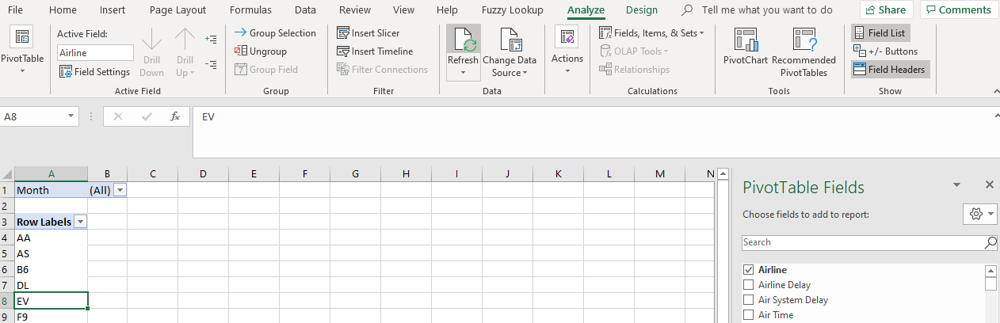 File Home Insert Page Layout Formulas Data Review View Help Fuzzy Lookup Analyze Design Tell me what you want to do Share Comments
PivotTable
Active Field:
Airline
Field Settings
Drill Down
Drill Up
Active Field
Group Selection
Ungroup
Group Field
Group
Insert Slicer
Insert Timeline
Filter Connections
Filter
Refresh
Change Data Source
Data
Actions
Fields, Items, & Sets
OLAP Tools
Relationships
Calculations
PivotChart
Recommended PivotTables
Tools
Field List
+/- Buttons
Field Headers
Show
A8 fx EV
A B C D E F G H I J K L M N
1 Month (All)
2
3 Row Labels
4 AA
5 AS
6 B6
7 DL
8 EV
9 F9
PivotTable Fields
Choose fields to add to report:
Search
Airline
Airline Delay
Air System Delay
Air Time